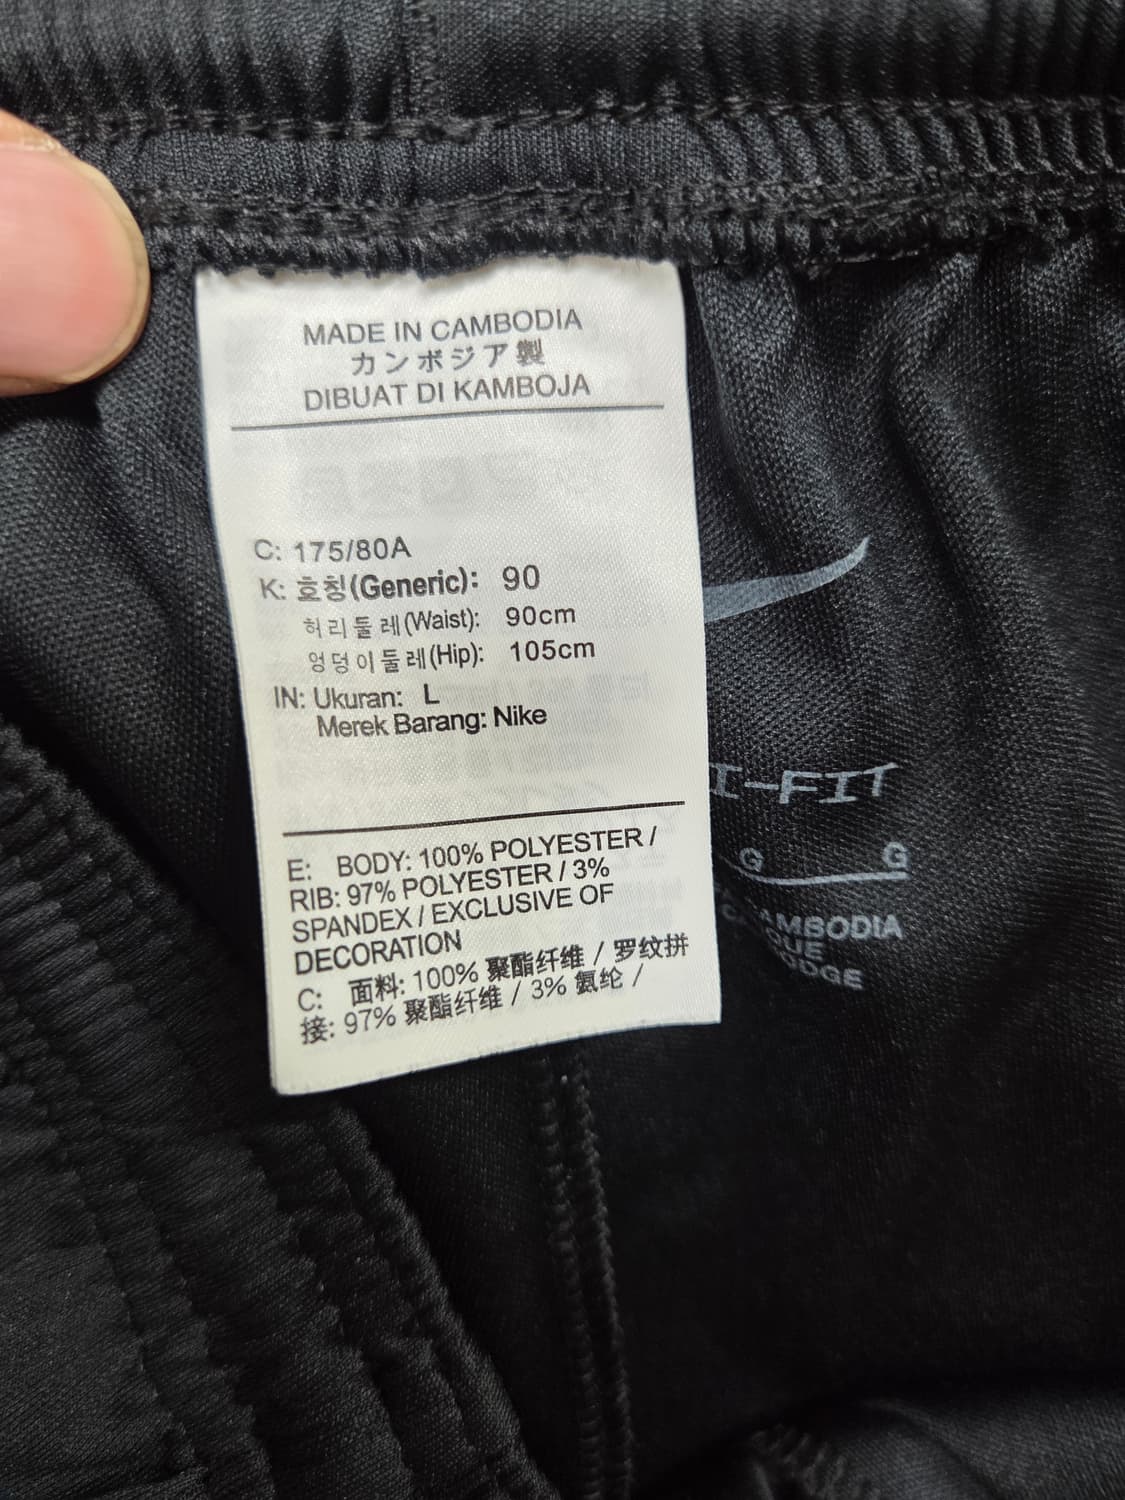 MADE IN CAMBODIA
カンボジア製
DIBUAT DI KAMBOJA
C: 175/80A
K: 호칭(Generic): 90
허리둘레(Waist): 90cm
엉덩이둘레(Hip): 105cm
IN: Ukuran: L
Merek Barang: Nike
E: BODY: 100% POLYESTER /
RIB: 97% POLYESTER / 3%
SPANDEX / EXCLUSIVE OF
DECORATION
C: 面料: 100% 聚酯纤维 / 罗纹拼
接: 97% 聚酯纤维 / 3% 氨纶 /
I-FIT
G G
AMBODIA